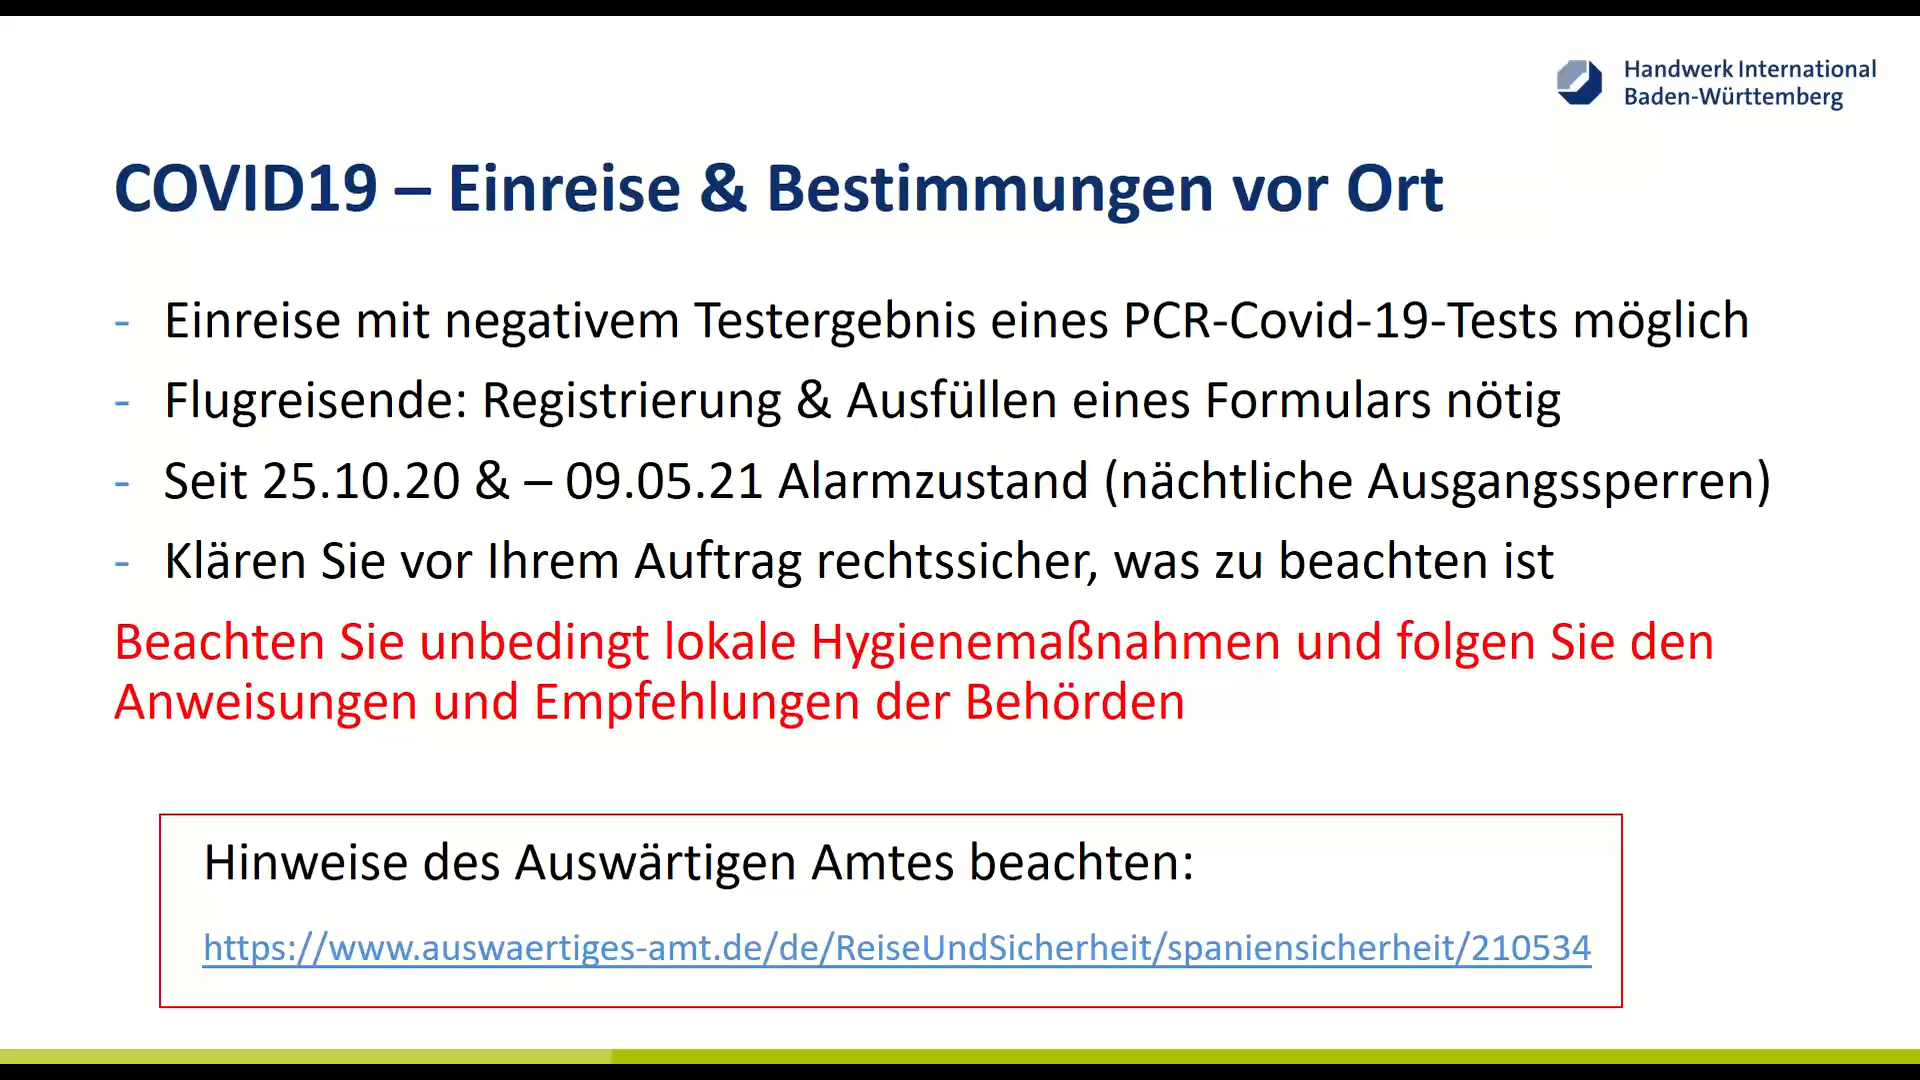 Handwerk International
Baden-Württemberg
COVID19 – Einreise & Bestimmungen vor Ort
- Einreise mit negativem Testergebnis eines PCR-Covid-19-Tests möglich
- Flugreisende: Registrierung & Ausfüllen eines Formulars nötig
- Seit 25.10.20 & – 09.05.21 Alarmzustand (nächtliche Ausgangssperren)
- Klären Sie vor Ihrem Auftrag rechtssicher, was zu beachten ist
Beachten Sie unbedingt lokale Hygienemaßnahmen und folgen Sie den
Anweisungen und Empfehlungen der Behörden
Hinweise des Auswärtigen Amtes beachten:
https://www.auswaertiges-amt.de/de/ReiseUndSicherheit/spaniensicherheit/210534